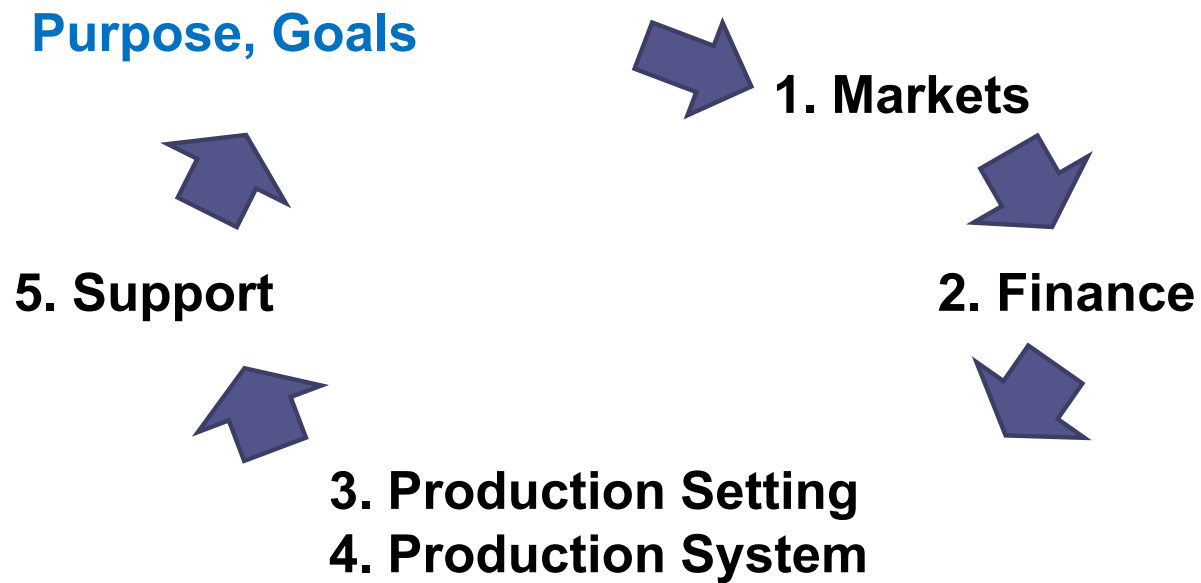 Purpose, Goals
1. Markets
2. Finance
3. Production Setting
4. Production System
5. Support